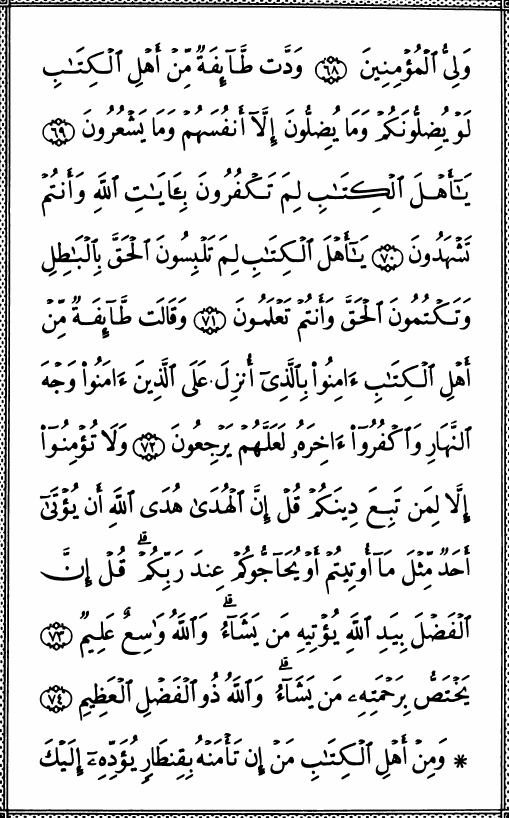 وَلِىُّ ٱلْمُؤْمِنِينَ ٦٨ وَدَّت طَّآئِفَةٌ مِّنْ أَهْلِ ٱلْكِتَٰبِ
لَوْ يُضِلُّونَكُمْ وَمَا يُضِلُّونَ إِلَّآ أَنفُسَهُمْ وَمَا يَشْعُرُونَ ٦٩
يَٰٓأَهْلَ ٱلْكِتَٰبِ لِمَ تَكْفُرُونَ بِـَٔايَٰتِ ٱللَّهِ وَأَنتُمْ
تَشْهَدُونَ ٧٠ يَٰٓأَهْلَ ٱلْكِتَٰبِ لِمَ تَلْبِسُونَ ٱلْحَقَّ بِٱلْبَٰطِلِ
وَتَكْتُمُونَ ٱلْحَقَّ وَأَنتُمْ تَعْلَمُونَ ٧١ وَقَالَت طَّآئِفَةٌ مِّنْ
أَهْلِ ٱلْكِتَٰبِ ءَامِنُوا۟ بِٱلَّذِىٓ أُنزِلَ عَلَى ٱلَّذِينَ ءَامَنُوا۟ وَجْهَ
ٱلنَّهَارِ وَٱكْفُرُوٓا۟ ءَاخِرَهُۥ لَعَلَّهُمْ يَرْجِعُونَ ٧٢ وَلَا تُؤْمِنُوٓا۟
إِلَّا لِمَن تَبِعَ دِينَكُمْ قُلْ إِنَّ ٱلْهُدَىٰ هُدَى ٱللَّهِ أَن يُؤْتَىٰٓ
أَحَدٌ مِّثْلَ مَآ أُوتِيتُمْ أَوْ يُحَآجُّوكُمْ عِندَ رَبِّكُمْ ۗ قُلْ إِنَّ
ٱلْفَضْلَ بِيَدِ ٱللَّهِ يُؤْتِيهِ مَن يَشَآءُ ۗ وَٱللَّهُ وَٰسِعٌ عَلِيمٌ ٧٣
يَخْتَصُّ بِرَحْمَتِهِۦ مَن يَشَآءُ ۗ وَٱللَّهُ ذُو ٱلْفَضْلِ ٱلْعَظِيمِ ٧٤
* وَمِنْ أَهْلِ ٱلْكِتَٰبِ مَنْ إِن تَأْمَنْهُ بِقِنطَارٍ يُؤَدِّهِۦٓ إِلَيْكَ